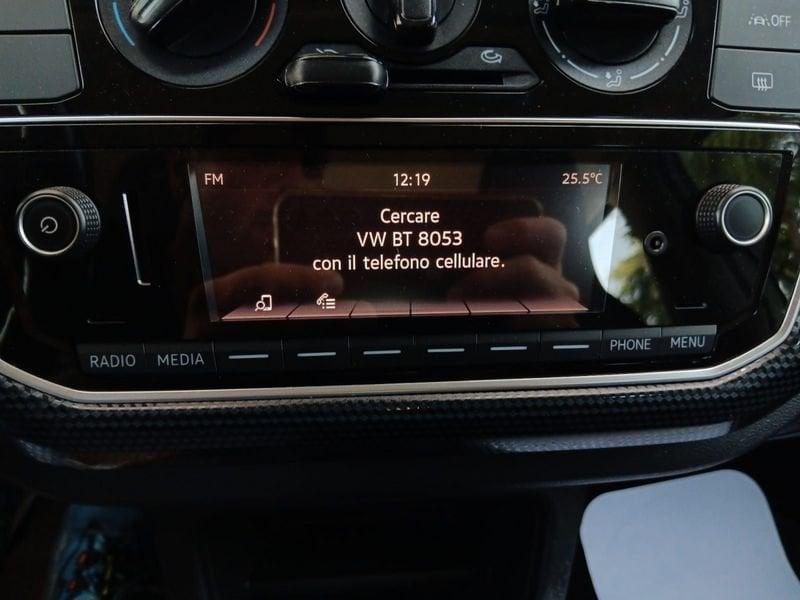 OFF
FM 12:19 25.5°C
Cercare
VW BT 8053
con il telefono cellulare.
RADIO MEDIA PHONE MENU